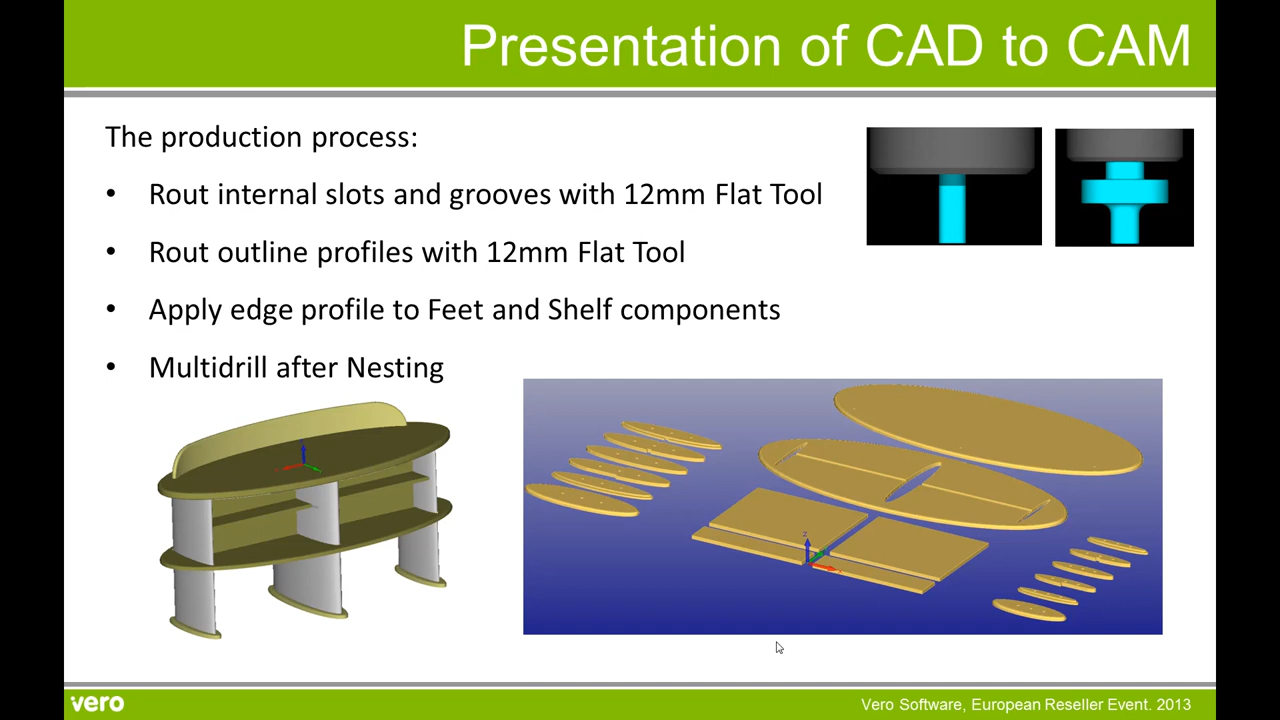 Presentation of CAD to CAM
The production process:
• Rout internal slots and grooves with 12mm Flat Tool
• Rout outline profiles with 12mm Flat Tool
• Apply edge profile to Feet and Shelf components
• Multidrill after Nesting
z
vero
Vero Software, European Reseller Event. 2013